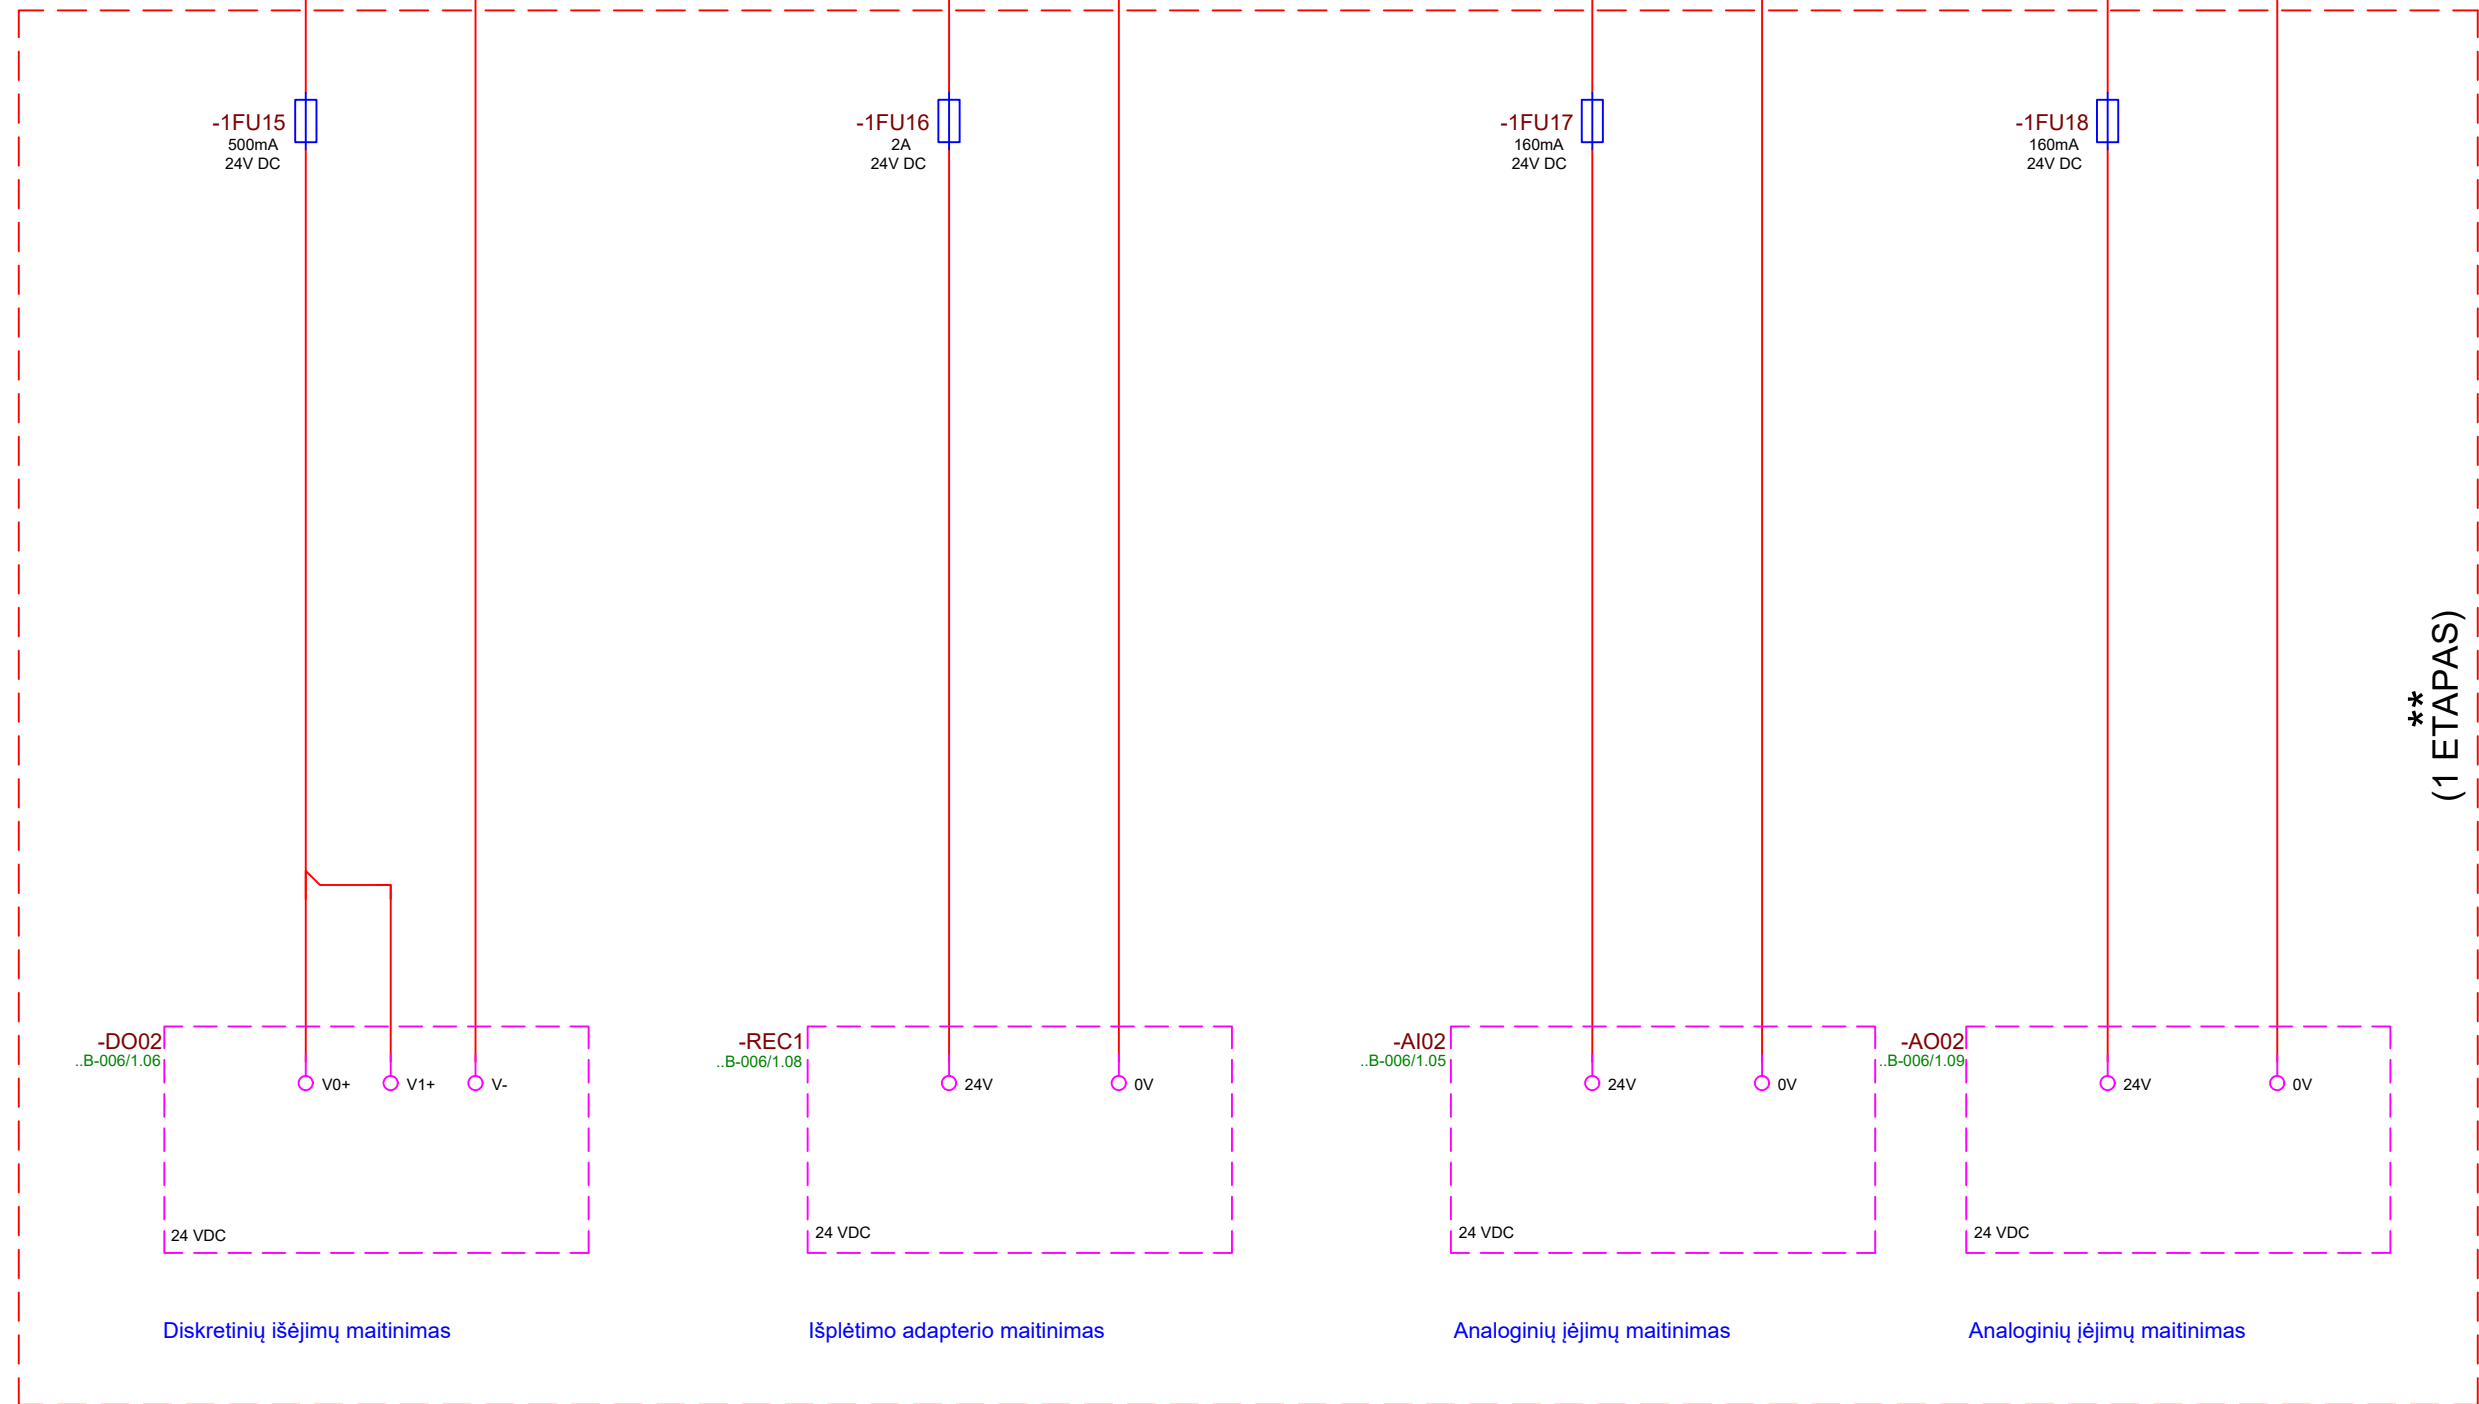 -1FU15
500mA
24V DC
-1FU16
2A
24V DC
-1FU17
160mA
24V DC
-1FU18
160mA
24V DC
**
(1 ETAPAS)
-DO02
..B-006/1.06
V0+
V1+
V-
24 VDC
-REC1
..B-006/1.08
24V
0V
24 VDC
-AI02
..B-006/1.05
24V
0V
24 VDC
-AO02
..B-006/1.09
24V
0V
24 VDC
Diskretinių išėjimų maitinimas
Išplėtimo adapterio maitinimas
Analoginių įėjimų maitinimas
Analoginių įėjimų maitinimas